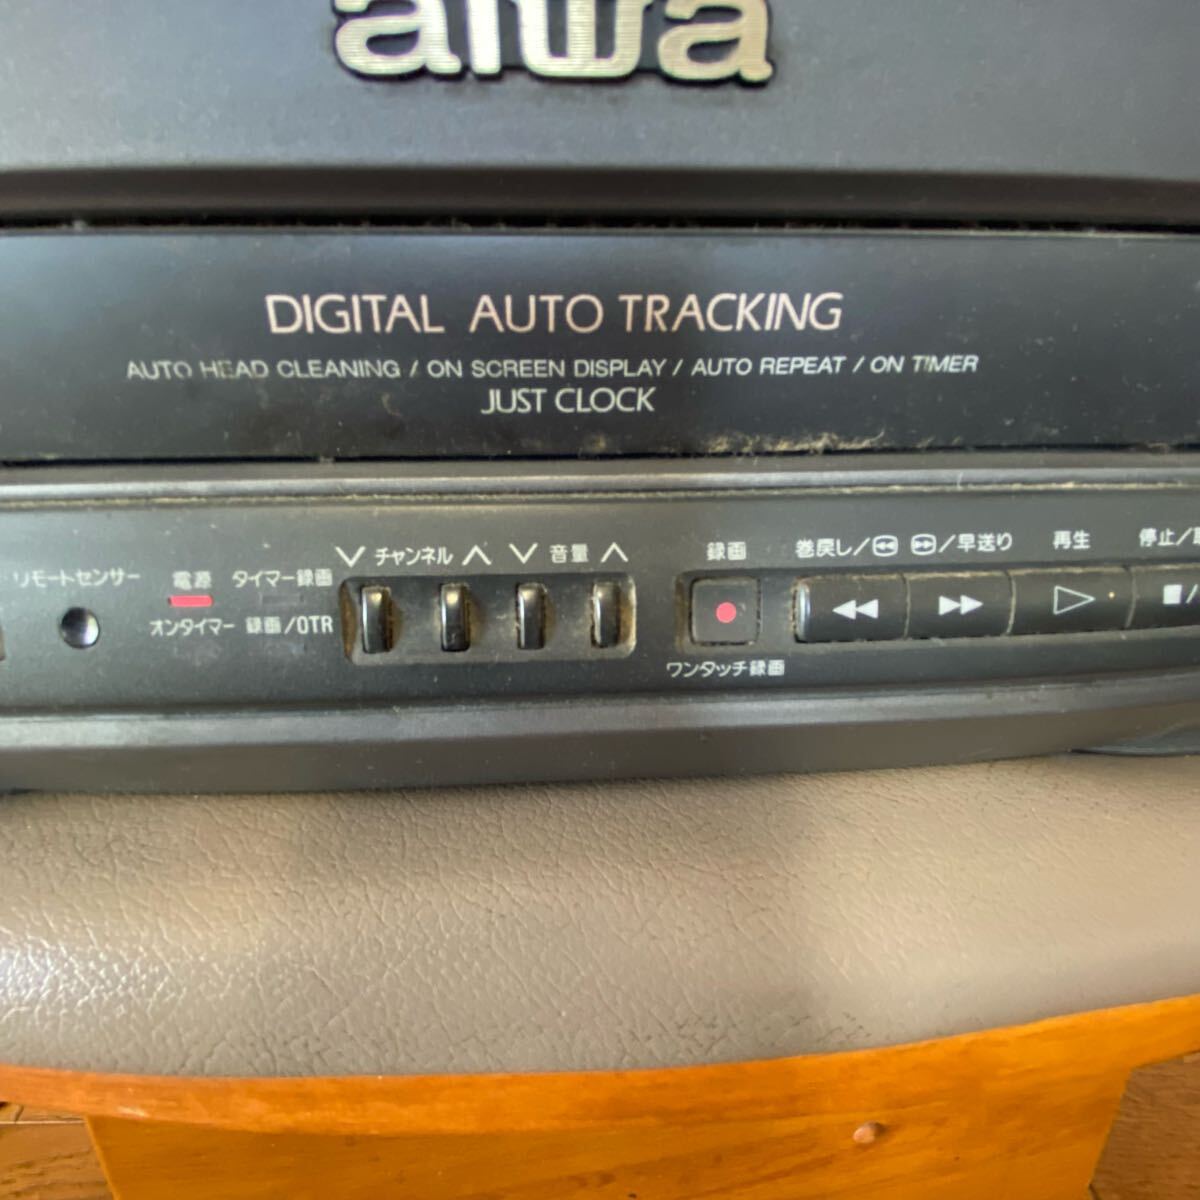 aiwa
DIGITAL AUTO TRACKING
AUTO HEAD CLEANING / ON SCREEN DISPLAY / AUTO REPEAT / ON TIMER
JUST CLOCK
リモートセンサー
電源
タイマー録画
オンタイマー
録画/OTR
チャンネル
音量
録画
ワンタッチ録画
巻戻し/
/早送り
再生
停止/